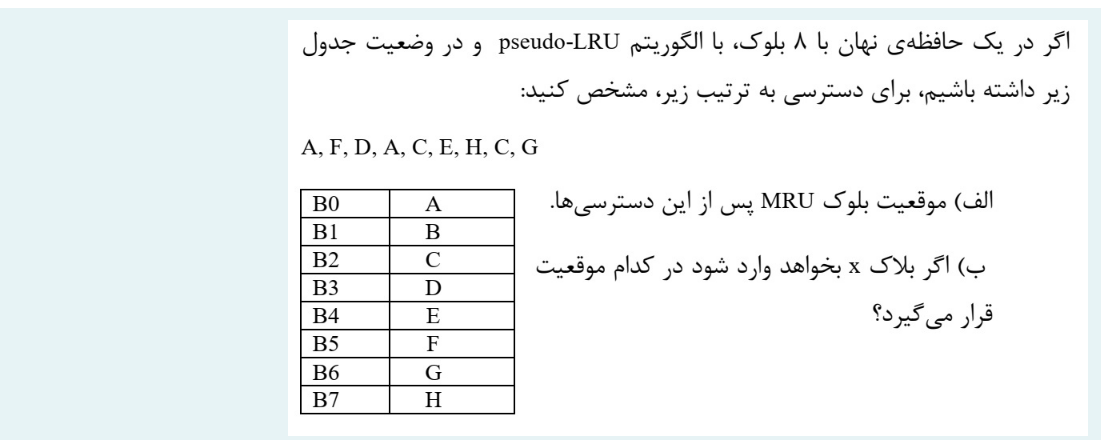 اگر در یک حافظه‌ی نهان با ۸ بلوک، با الگوریتم pseudo-LRU و در وضعیت جدول
زیر داشته باشیم، برای دسترسی به ترتیب زیر، مشخص کنید:
A, F, D, A, C, E, H, C, G
الف) موقعیت بلوک MRU پس از این دسترسی‌ها.
ب) اگر بلاک x بخواهد وارد شود در کدام موقعیت
قرار می‌گیرد؟
B0 A
B1 B
B2 C
B3 D
B4 E
B5 F
B6 G
B7 H